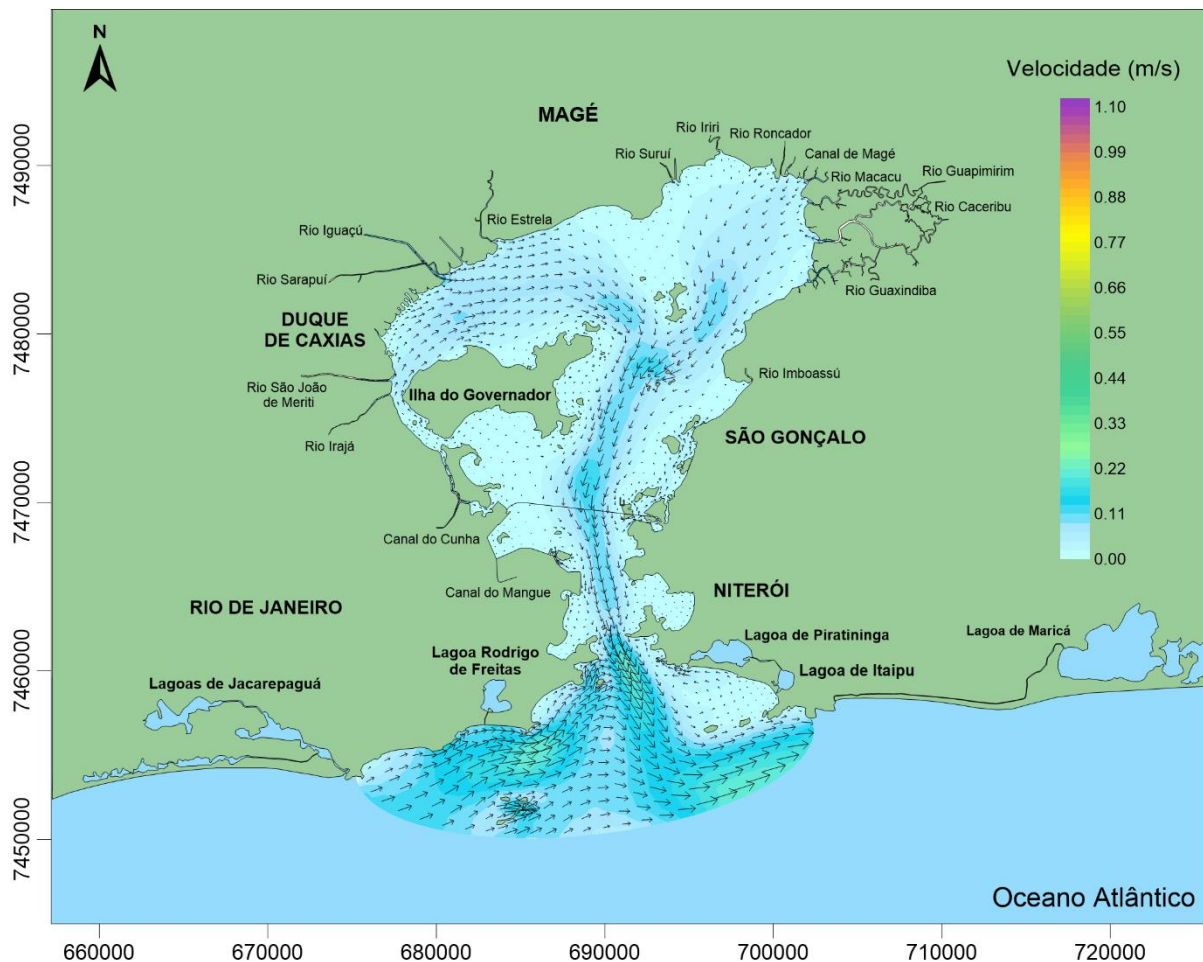 N
Velocidade (m/s)
1.10
0.99
0.88
0.77
0.66
0.55
0.44
0.33
0.22
0.11
0.00
MAGÉ
Rio Iriri
Rio Roncador
Rio Suruí
Canal de Magé
Rio Macacu
Rio Guapimirim
Rio Caceribu
Rio Estrela
Rio Iguaçú
Rio Sarapuí
Rio Guaxindiba
DUQUE
DE CAXIAS
Rio São João
de Meriti
Ilha do Governador
Rio Imboassú
Rio Irajá
SÃO GONÇALO
Canal do Cunha
Canal do Mangue
RIO DE JANEIRO
NITERÓI
Lagoa Rodrigo
de Freitas
Lagoa de Piratininga
Lagoa de Maricá
Lagoa de Itaipu
Lagoas de Jacarepaguá
Oceano Atlântico
7490000
7480000
7470000
7460000
7450000
660000
670000
680000
690000
700000
710000
720000